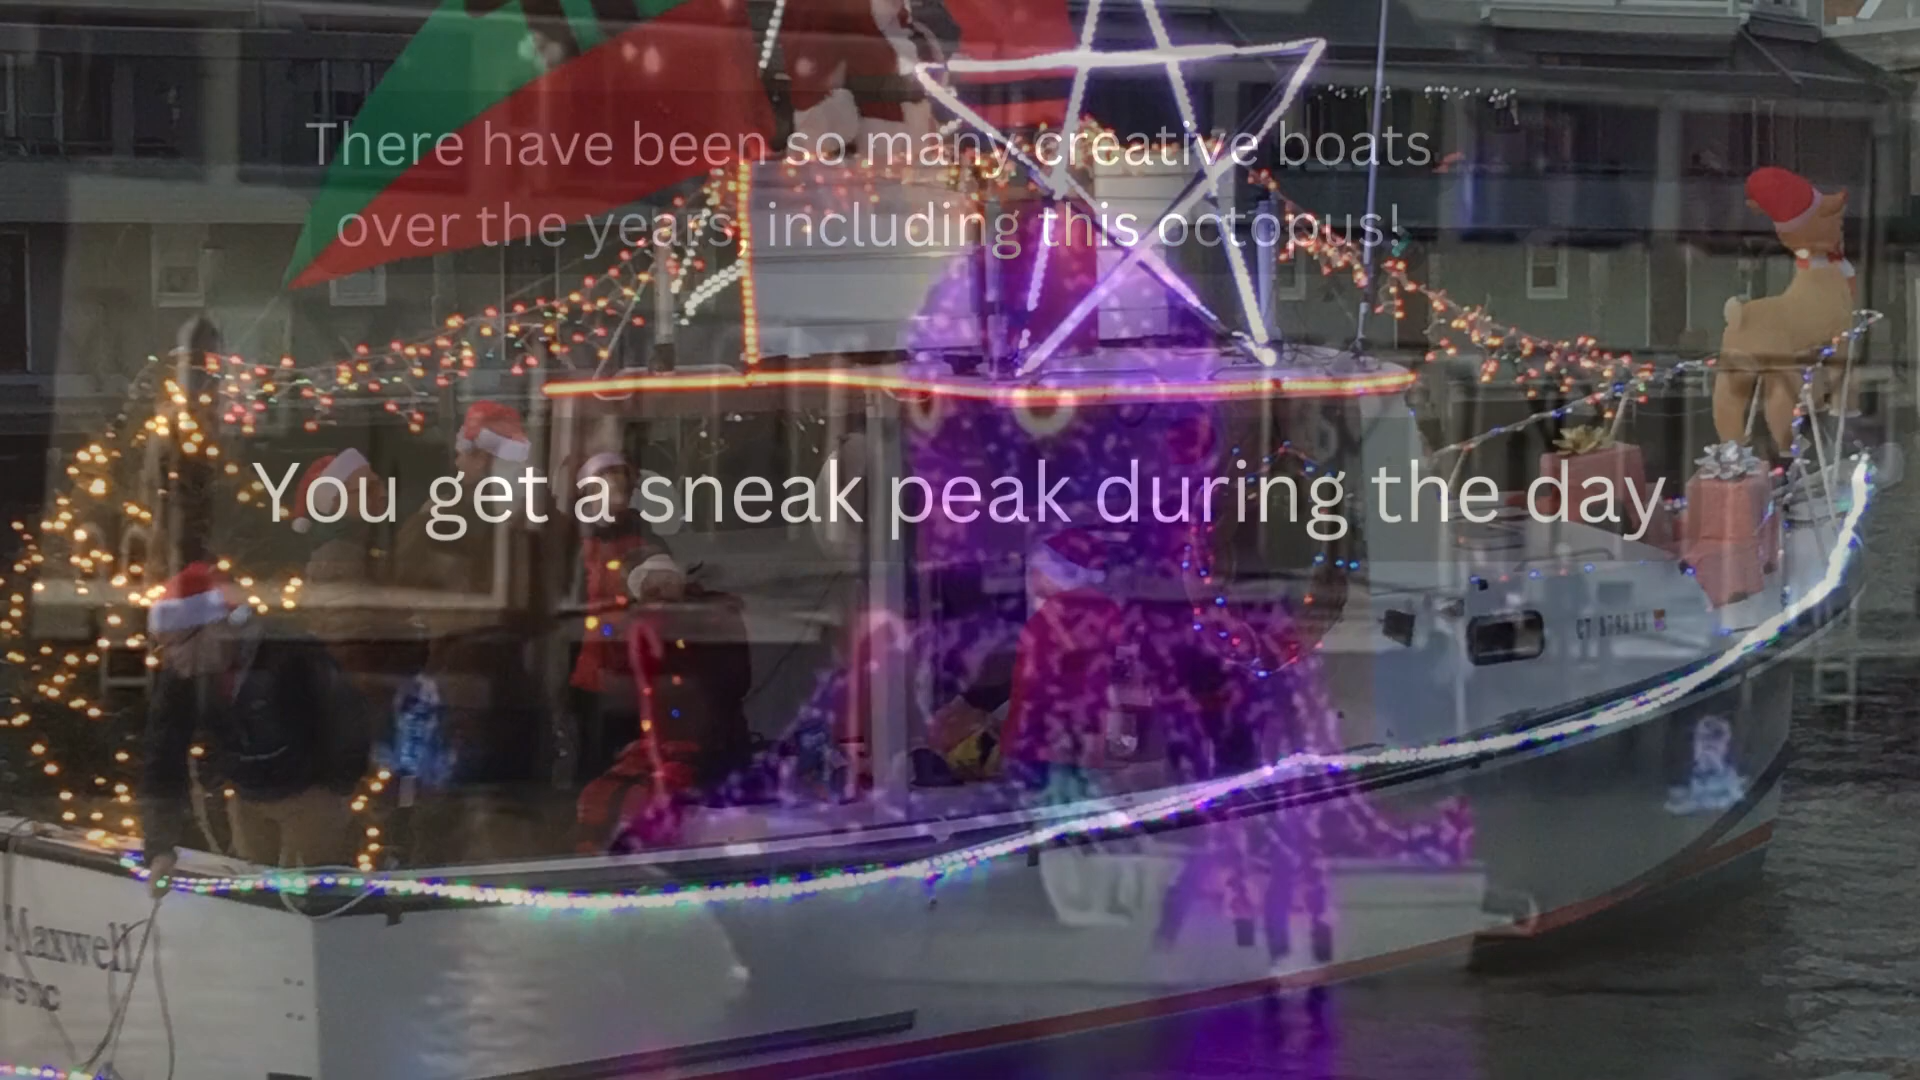 There have been so many creative boats
over the years, including this octopus!
You get a sneak peak during the day
Maxwell